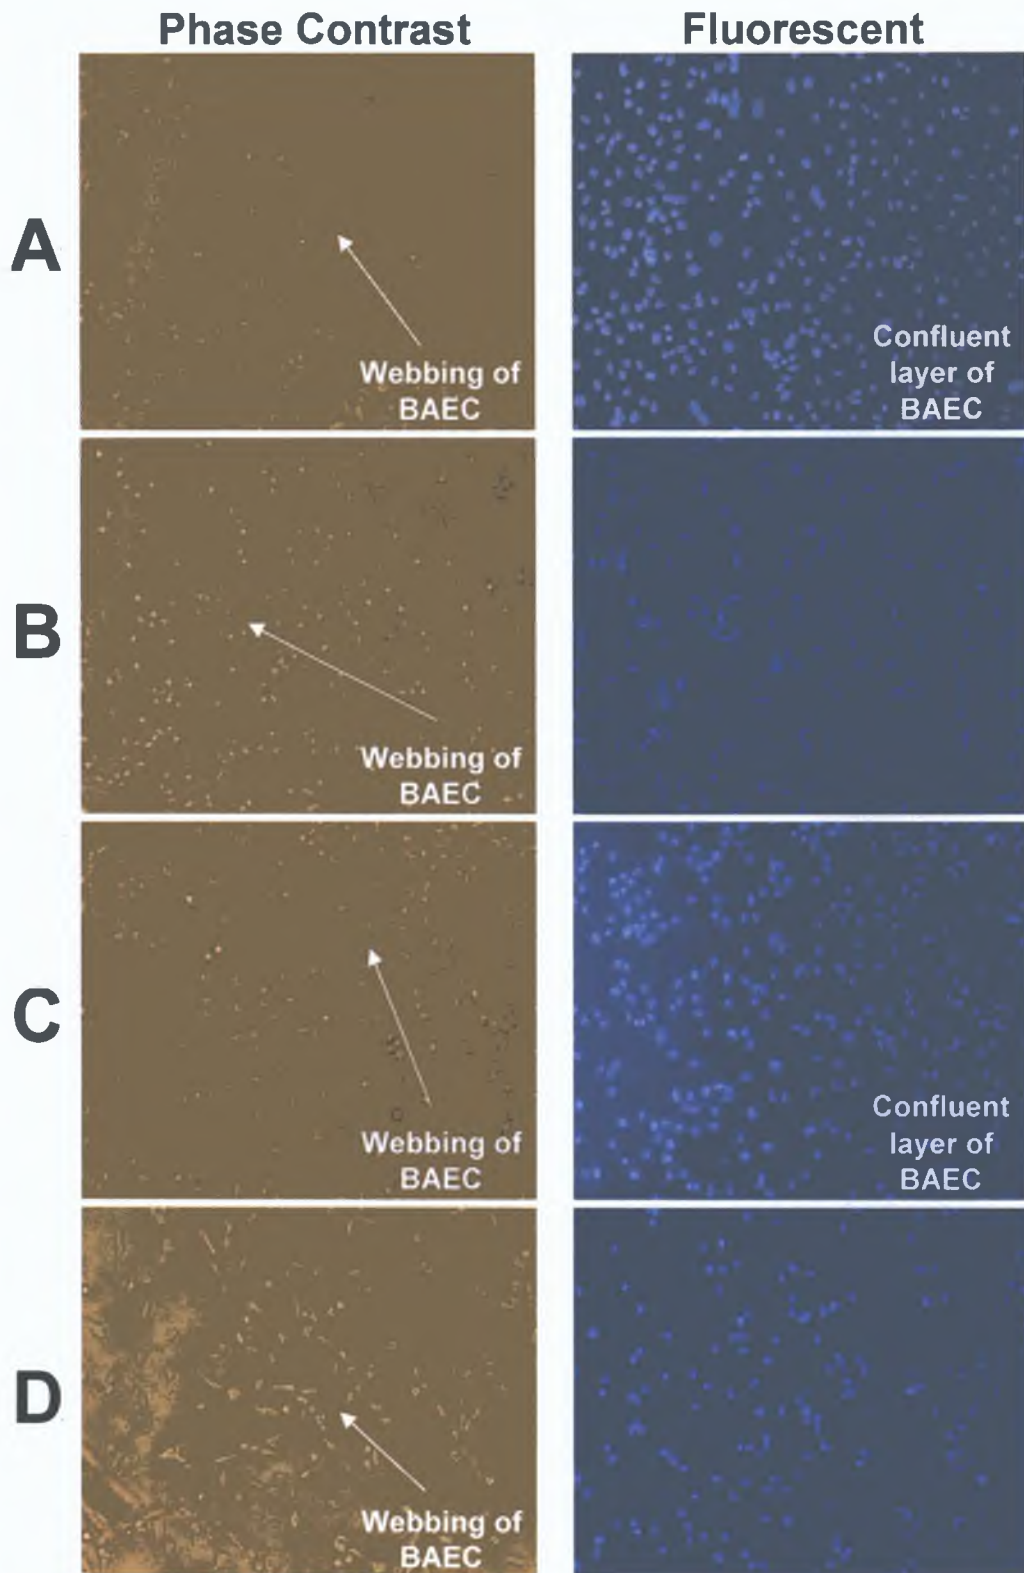 Phase Contrast
Fluorescent
A
Webbing of
BAEC
Confluent
layer of
BAEC
B
Webbing of
BAEC
C
Webbing of
BAEC
Confluent
layer of
BAEC
D
Webbing of
BAEC